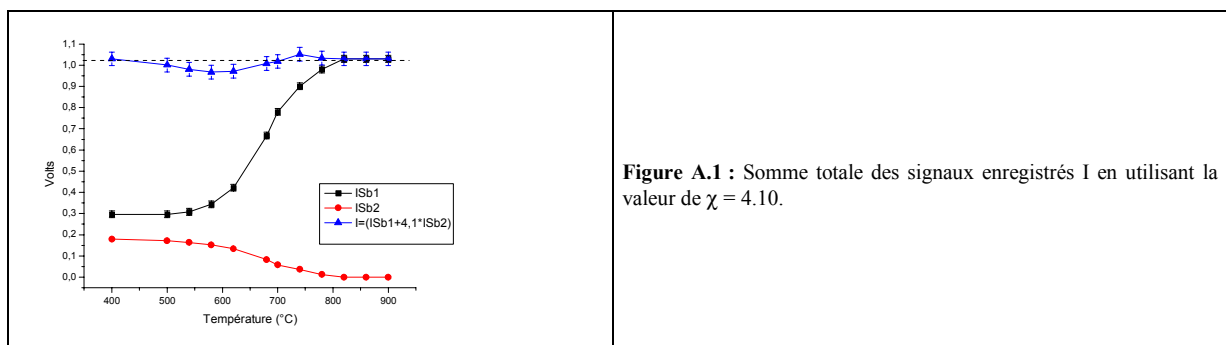 1,1
1,0
0,9
0,8
0,7
0,6
0,5
0,4
0,3
0,2
0,1
0,0
Volts
400 500 600 700 800 900
Température (°C)
ISb1
ISb2
I=(ISb1+4,1*ISb2)
Figure A.1 : Somme totale des signaux enregistrés I en utilisant la
valeur de χ = 4.10.